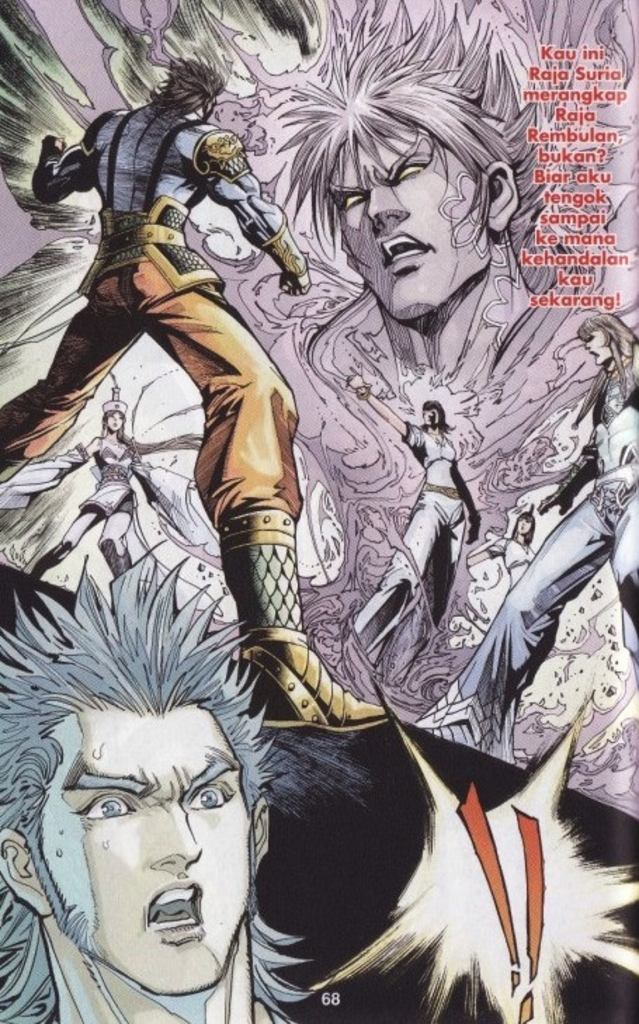 Kau ini
Raja Suria
merangkap
Raja
Rembulan,
bukan?
Biar aku
tengok
sampai
ke mana
kehandalan
kau
sekarang!
!!
68